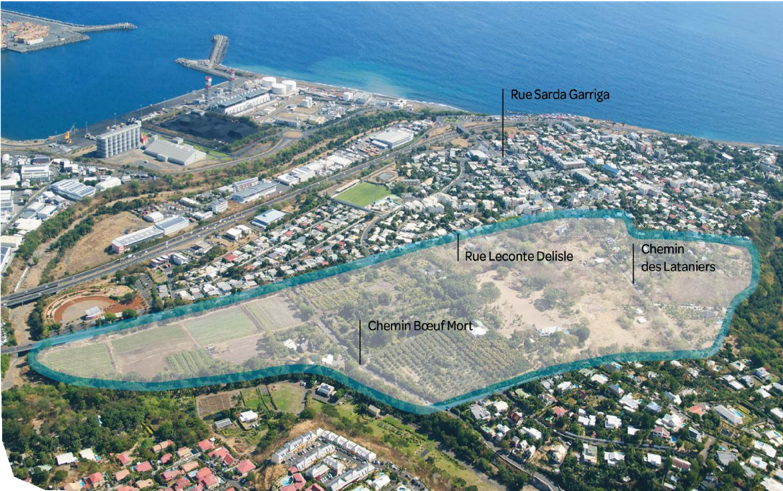 Rue Sarda Garriga
Rue Leconte Delisle
Chemin
des Lataniers
Chemin Bœuf Mort